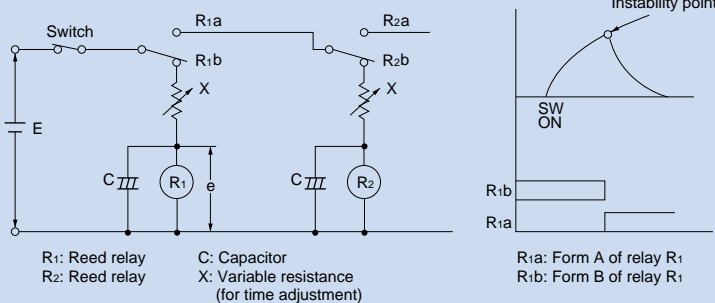 Instability point
Switch
R1a
R2a
R1b
R2b
X
X
E
C
R1
e
C
R2
SW
ON
R1b
R1a
R1: Reed relay
R2: Reed relay
C: Capacitor
X: Variable resistance
(for time adjustment)
R1a: Form A of relay R1
R1b: Form B of relay R1